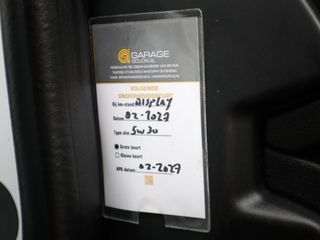 GARAGE
GOIJDKUIL
VOLGENDE
ONDERHOUDSBEURT
Bij km-stand: DISPLAY
Datum: 02-2027
Type olie: 5W30
Grote beurt
Kleine beurt
APK-datum: 02-2027